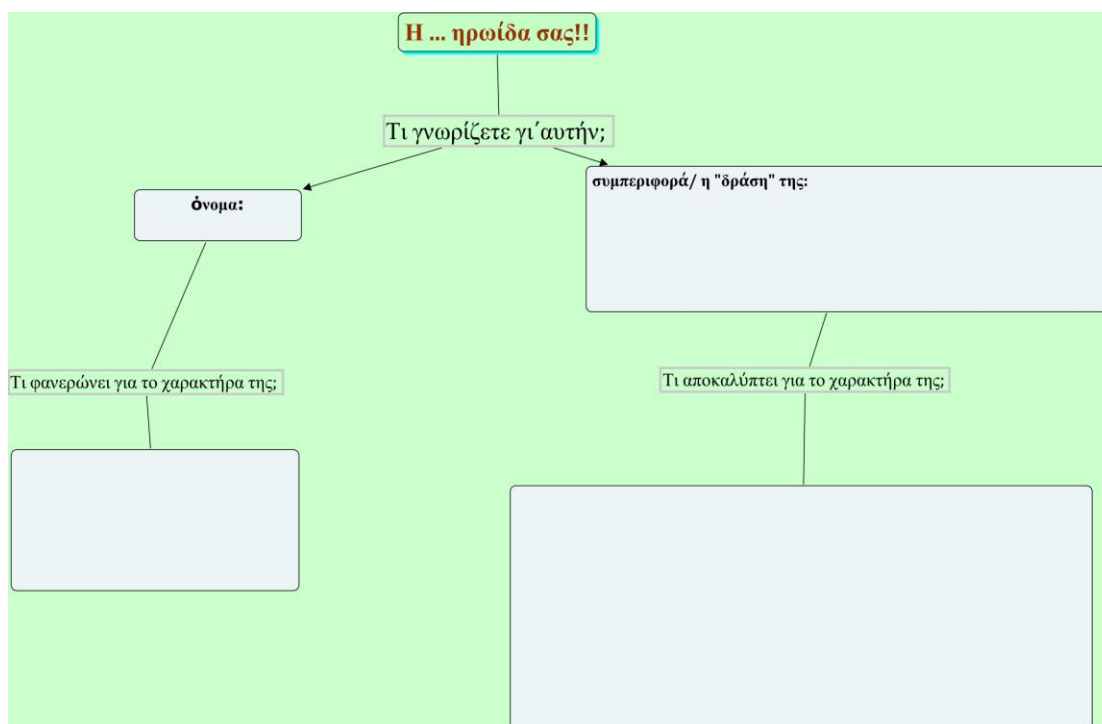 Η ... ηρωίδα σας!!
Τι γνωρίζετε γι΄αυτήν;
όνομα:
συμπεριφορά/ η "δράση" της:
Τι φανερώνει για το χαρακτήρα της;
Τι αποκαλύπτει για το χαρακτήρα της;